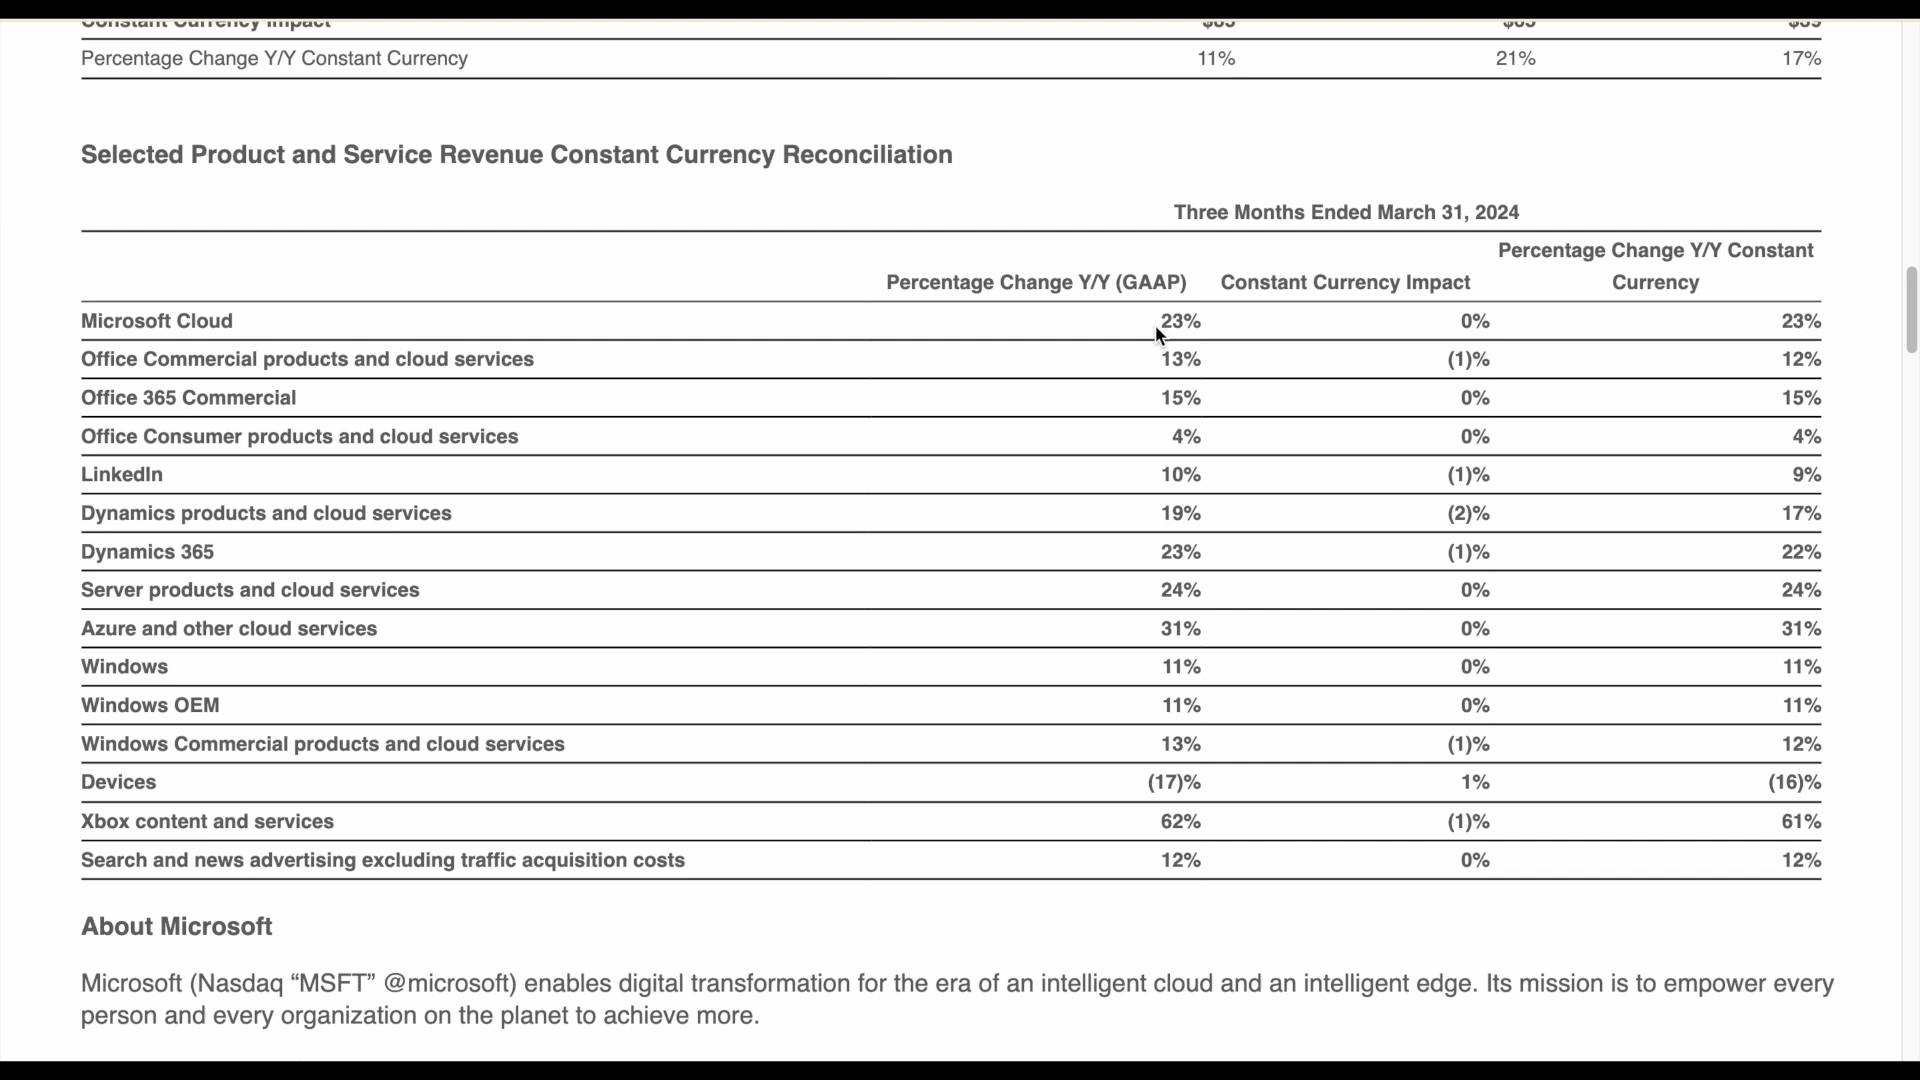 Constant Currency Impact $85 $65 $39
Percentage Change Y/Y Constant Currency 11% 21% 17%
Selected Product and Service Revenue Constant Currency Reconciliation
Three Months Ended March 31, 2024
Percentage Change Y/Y (GAAP) Constant Currency Impact Percentage Change Y/Y Constant
Currency
Microsoft Cloud 23% 0% 23%
Office Commercial products and cloud services 13% (1)% 12%
Office 365 Commercial 15% 0% 15%
Office Consumer products and cloud services 4% 0% 4%
LinkedIn 10% (1)% 9%
Dynamics products and cloud services 19% (2)% 17%
Dynamics 365 23% (1)% 22%
Server products and cloud services 24% 0% 24%
Azure and other cloud services 31% 0% 31%
Windows 11% 0% 11%
Windows OEM 11% 0% 11%
Windows Commercial products and cloud services 13% (1)% 12%
Devices (17)% 1% (16)%
Xbox content and services 62% (1)% 61%
Search and news advertising excluding traffic acquisition costs 12% 0% 12%
About Microsoft
Microsoft (Nasdaq “MSFT” @microsoft) enables digital transformation for the era of an intelligent cloud and an intelligent edge. Its mission is to empower every
person and every organization on the planet to achieve more.